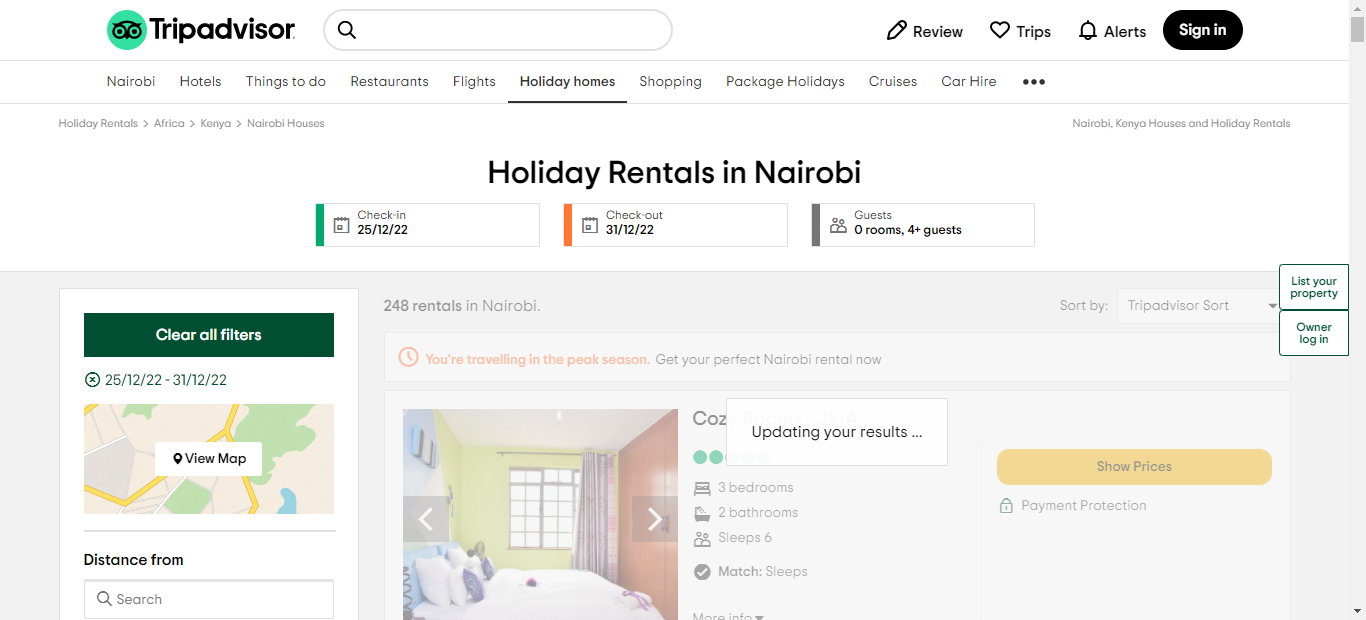 Tripadvisor
Review
Trips
Alerts
Sign in
Nairobi
Hotels
Things to do
Restaurants
Flights
Holiday homes
Shopping
Package Holidays
Cruises
Car Hire
•••
Holiday Rentals > Africa > Kenya > Nairobi Houses
Nairobi, Kenya Houses and Holiday Rentals
Holiday Rentals in Nairobi
Check-in
25/12/22
Check-out
31/12/22
Guests
0 rooms, 4+ guests
List your
property
Owner
log in
Clear all filters
25/12/22 - 31/12/22
View Map
Distance from
Search
248 rentals in Nairobi.
Sort by:
Tripadvisor Sort
You're travelling in the peak season. Get your perfect Nairobi rental now
Cozy Rooms - JKIA
Updating your results ...
3 bedrooms
2 bathrooms
Sleeps 6
Match: Sleeps
More info
Show Prices
Payment Protection